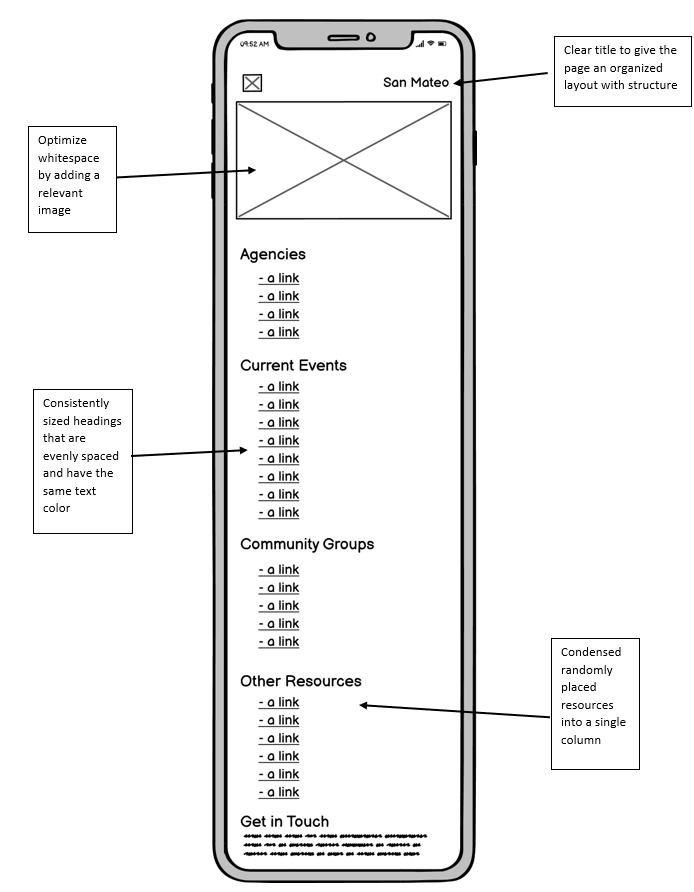 09:52 AM
San Mateo
Clear title to give the
page an organized
layout with structure
Optimize
whitespace
by adding a
relevant
image
Agencies
- a link
- a link
- a link
- a link
Current Events
- a link
- a link
- a link
- a link
- a link
- a link
- a link
- a link
Consistently
sized headings
that are
evenly spaced
and have the
same text
color
Community Groups
- a link
- a link
- a link
- a link
- a link
Other Resources
- a link
- a link
- a link
- a link
- a link
- a link
Condensed
randomly
placed
resources
into a single
column
Get in Touch